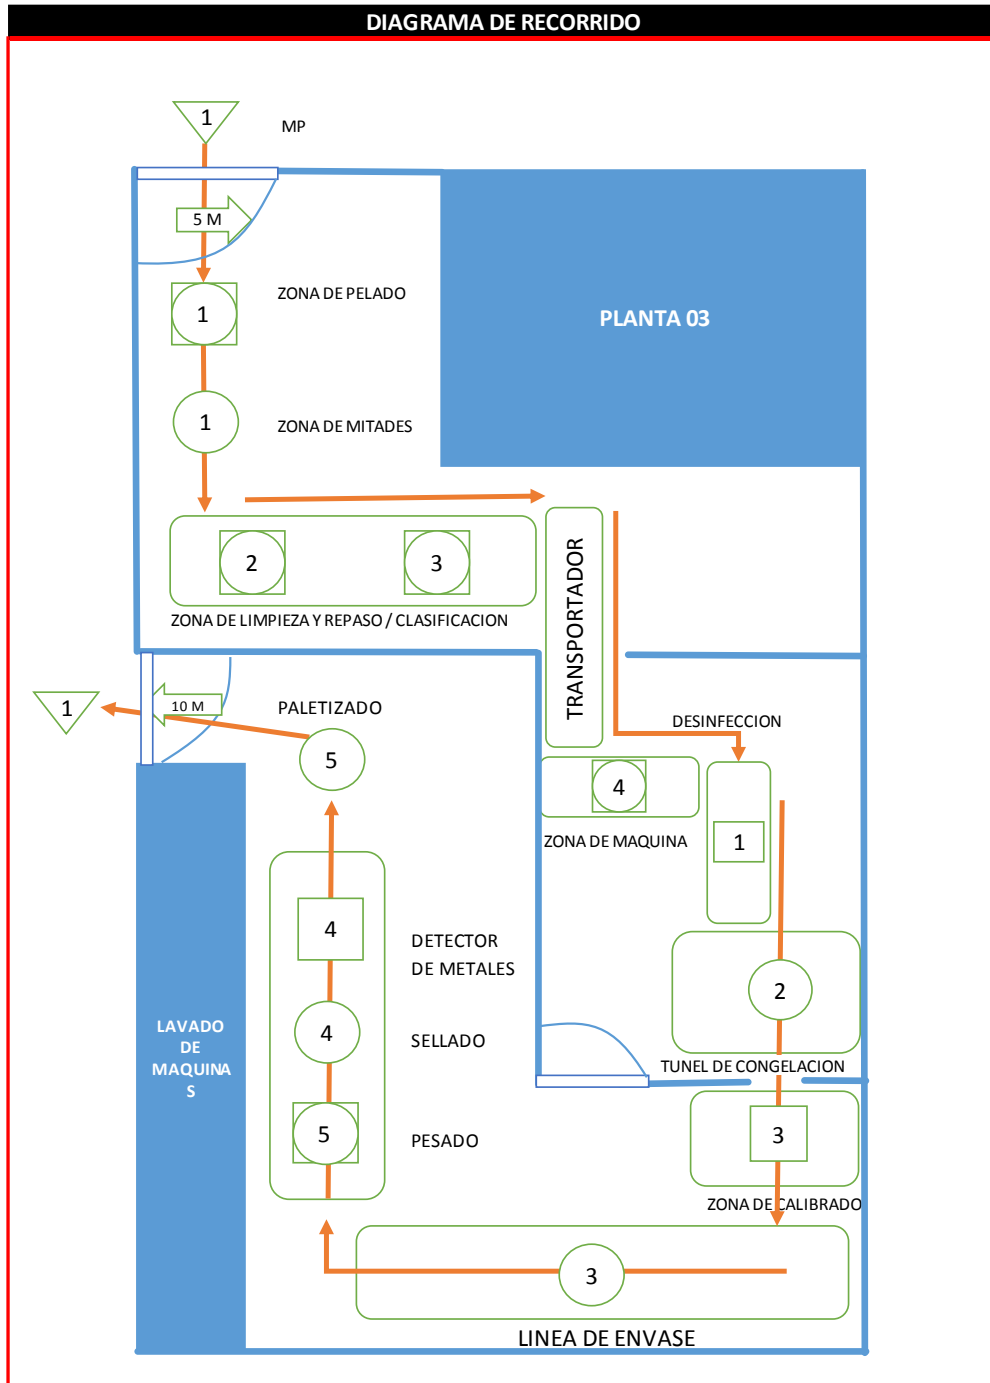 DIAGRAMA DE RECORRIDO
1
MP
5 M
1
ZONA DE PELADO
PLANTA 03
1
ZONA DE MITADES
2
3
ZONA DE LIMPIEZA Y REPASO / CLASIFICACION
TRANSPORTADOR
DESINFECCION
4
ZONA DE MAQUINA
1
2
TUNEL DE CONGELACION
3
ZONA DE CALIBRADO
3
LINEA DE ENVASE
5
PESADO
4
SELLADO
4
DETECTOR
DE METALES
5
PALETIZADO
10 M
1
LAVADO
DE
MAQUINA
S